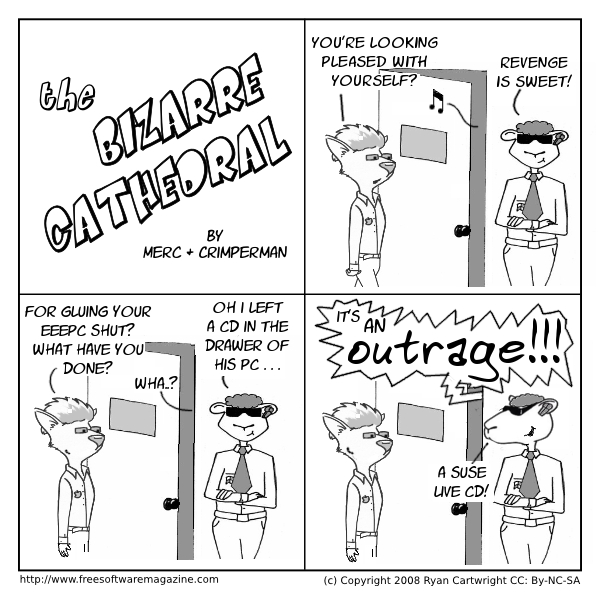 the
BIZARRE
CATHEDRAL
BY
MERC + CRIMPERMAN
YOU'RE LOOKING
PLEASED WITH
YOURSELF?
REVENGE
IS SWEET!
FOR GLUING YOUR
EEEPC SHUT?
WHAT HAVE YOU
DONE?
WHA.?
OH I LEFT
A CD IN THE
DRAWER OF
HIS PC . . .
IT'S
AN
outrage!!!
A SUSE
LIVE CD!
http://www.freesoftwaremagazine.com
(c) Copyright 2008 Ryan Cartwright CC: By-NC-SA